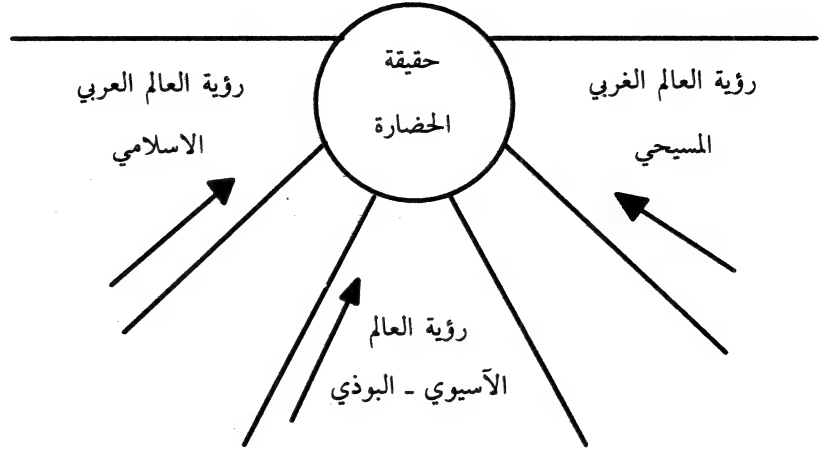 حقيقة
الحضارة
رؤية العالم الغربي
المسيحي
رؤية العالم العربي
الاسلامي
رؤية العالم
الآسيوي - البوذي